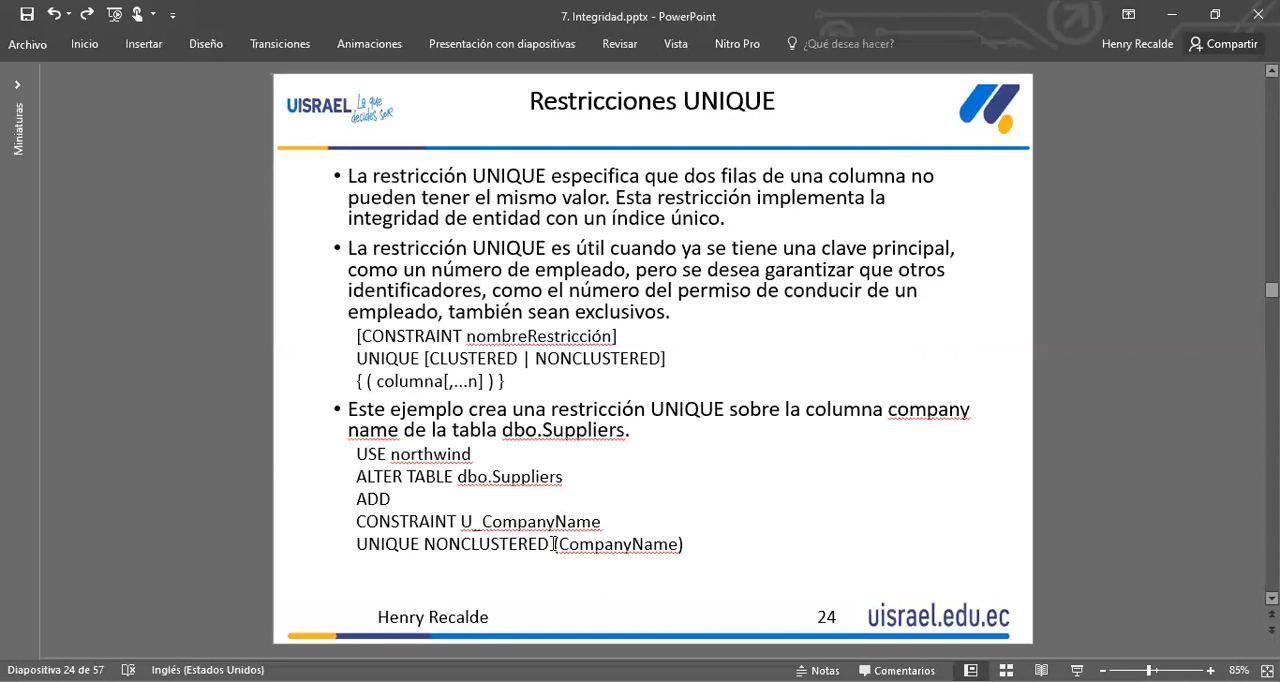 7. Integridad.pptx - PowerPoint
Archivo Inicio Insertar Diseño Transiciones Animaciones Presentación con diapositivas Revisar Vista Nitro Pro ¿Qué desea hacer? Henry Recalde Compartir
Miniaturas
UISRAEL La que decides ser
Restricciones UNIQUE
• La restricción UNIQUE especifica que dos filas de una columna no
pueden tener el mismo valor. Esta restricción implementa la
integridad de entidad con un índice único.
• La restricción UNIQUE es útil cuando ya se tiene una clave principal,
como un número de empleado, pero se desea garantizar que otros
identificadores, como el número del permiso de conducir de un
empleado, también sean exclusivos.
[CONSTRAINT nombreRestricción]
UNIQUE [CLUSTERED | NONCLUSTERED]
{ ( columna[,...n] ) }
• Este ejemplo crea una restricción UNIQUE sobre la columna company
name de la tabla dbo.Suppliers.
USE northwind
ALTER TABLE dbo.Suppliers
ADD
CONSTRAINT U_CompanyName
UNIQUE NONCLUSTERED (CompanyName)
Henry Recalde 24 uisrael.edu.ec
Diapositiva 24 de 57 Inglés (Estados Unidos) Notas Comentarios 85%